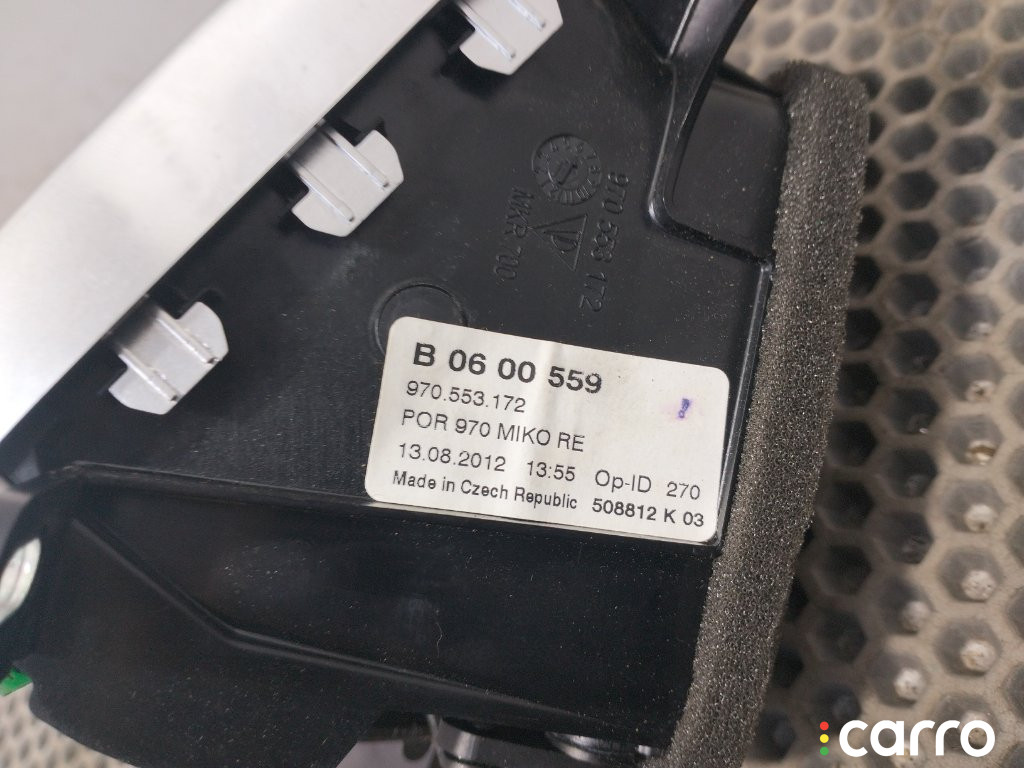 970 553 172
B 06 00 559
970.553.172
POR 970 MIKO RE
13.08.2012 13:55 Op-ID 270
Made in Czech Republic 508812 K 03
carro